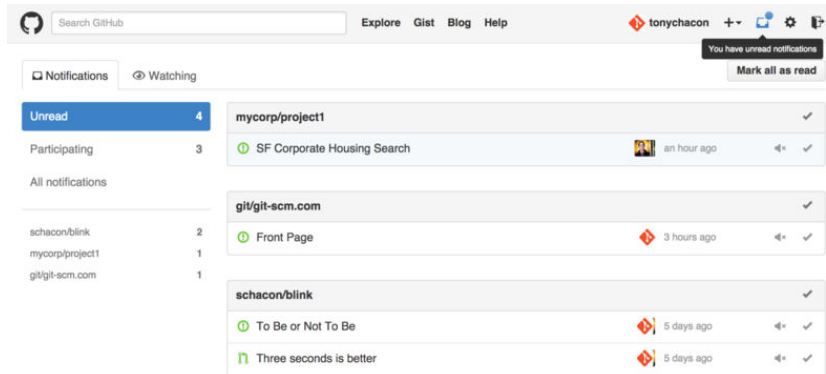 Search GitHub Explore Gist Blog Help tonychacon
You have unread notifications
Notifications Watching Mark all as read
Unread 4
Participating 3
All notifications
schacon/blink 2
mycorp/project1 1
git/git-scm.com 1
mycorp/project1
SF Corporate Housing Search an hour ago
git/git-scm.com
Front Page 3 hours ago
schacon/blink
To Be or Not To Be 5 days ago
Three seconds is better 5 days ago